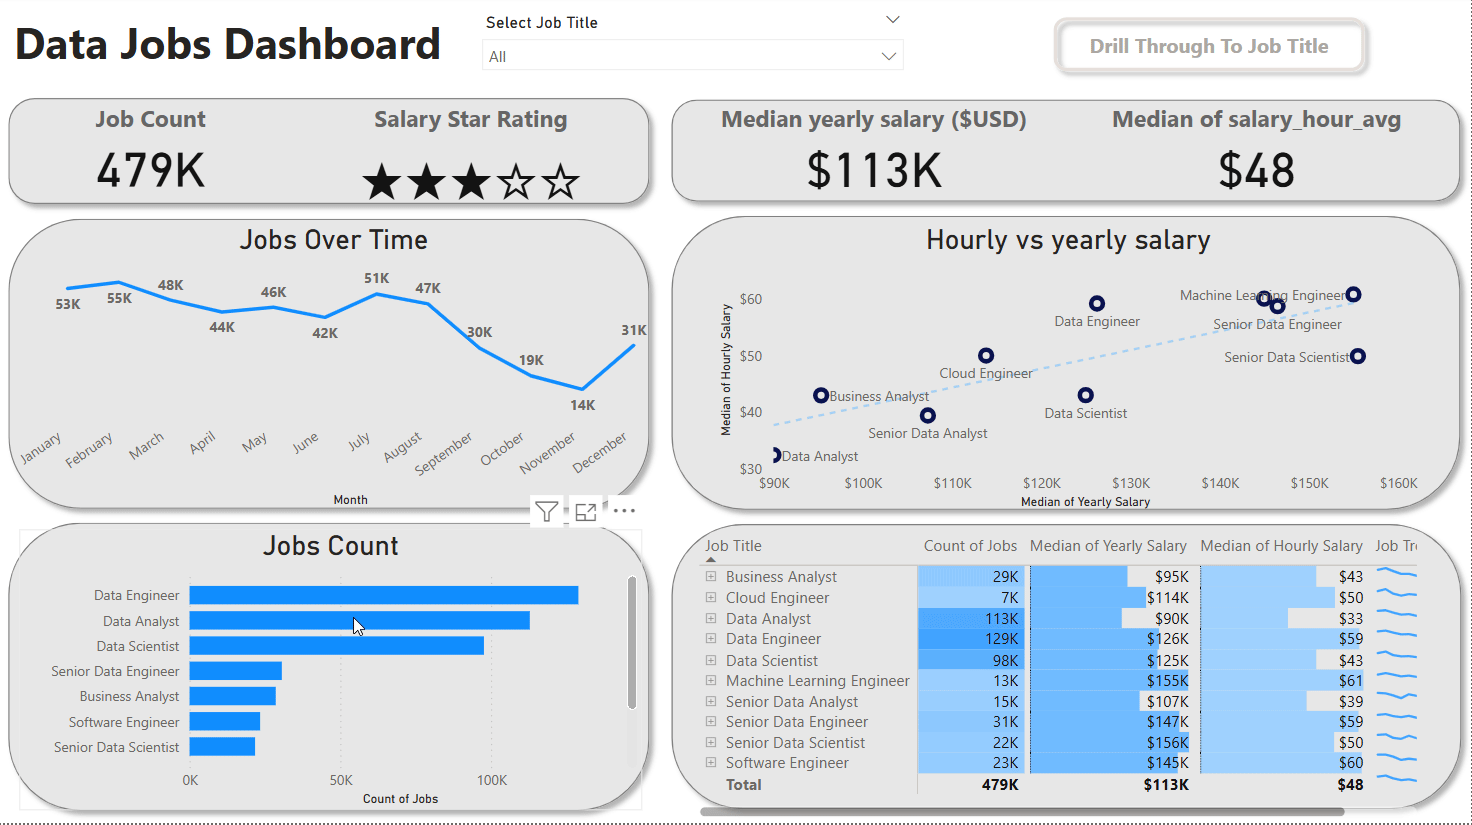 Data Jobs Dashboard
Select Job Title
All
Drill Through To Job Title
Job Count
479K
Salary Star Rating
★★★☆☆
Median yearly salary ($USD)
$113K
Median of salary_hour_avg
$48
Jobs Over Time
53K
55K
48K
44K
46K
42K
51K
47K
30K
19K
14K
31K
January
February
March
April
May
June
July
August
September
October
November
December
Month
Hourly vs yearly salary
Median of Hourly Salary
$60
$50
$40
$30
Machine Learning Engineer
Data Engineer
Senior Data Engineer
Senior Data Scientist
Cloud Engineer
Business Analyst
Data Scientist
Senior Data Analyst
Data Analyst
$90K $100K $110K $120K $130K $140K $150K $160K
Median of Yearly Salary
Jobs Count
Data Engineer
Data Analyst
Data Scientist
Senior Data Engineer
Business Analyst
Software Engineer
Senior Data Scientist
0K 50K 100K
Count of Jobs
Job Title Count of Jobs Median of Yearly Salary Median of Hourly Salary Job Tr
Business Analyst 29K $95K $43
Cloud Engineer 7K $114K $50
Data Analyst 113K $90K $33
Data Engineer 129K $126K $59
Data Scientist 98K $125K $43
Machine Learning Engineer 13K $155K $61
Senior Data Analyst 15K $107K $39
Senior Data Engineer 31K $147K $59
Senior Data Scientist 22K $156K $50
Software Engineer 23K $145K $60
Total 479K $113K $48